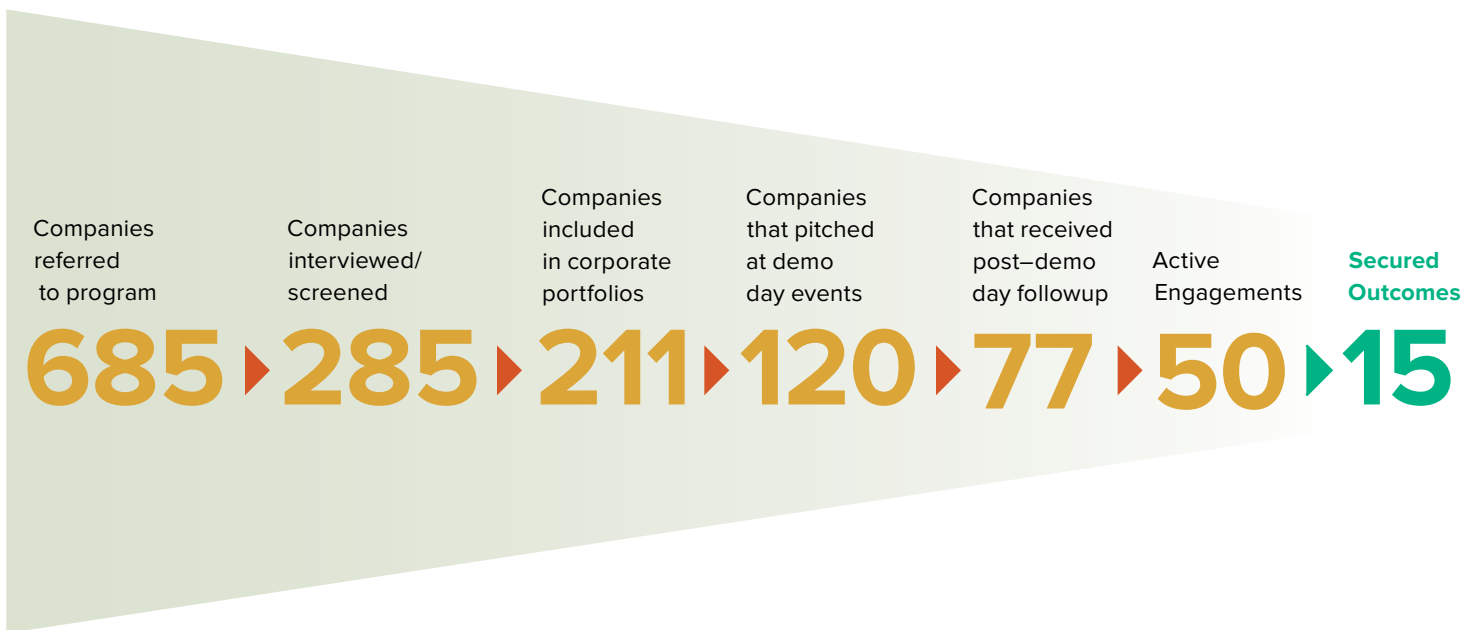 Companies
referred
to program
685
Companies
interviewed/
screened
285
Companies
included
in corporate
portfolios
211
Companies
that pitched
at demo
day events
120
Companies
that received
post–demo
day followup
77
Active
Engagements
50
Secured
Outcomes
15